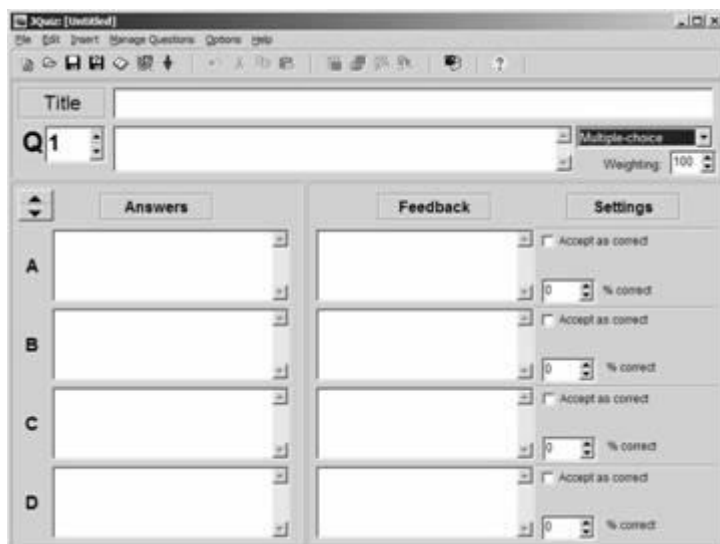 JQuiz: [Untitled]
File Edit Insert Manage Questions Options Help
?
Title
Q 1 Multiple-choice
Weighting: 100
Answers Feedback Settings
A Accept as correct
0 % correct
B Accept as correct
0 % correct
C Accept as correct
0 % correct
D Accept as correct
0 % correct